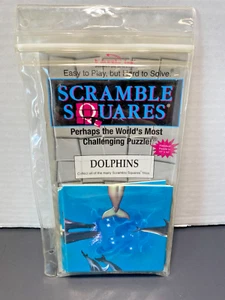 Easy to Play, but Hard to Solve
SCRAMBLE
SQUARES®
Perhaps the World's Most
Challenging Puzzle!
DOLPHINS